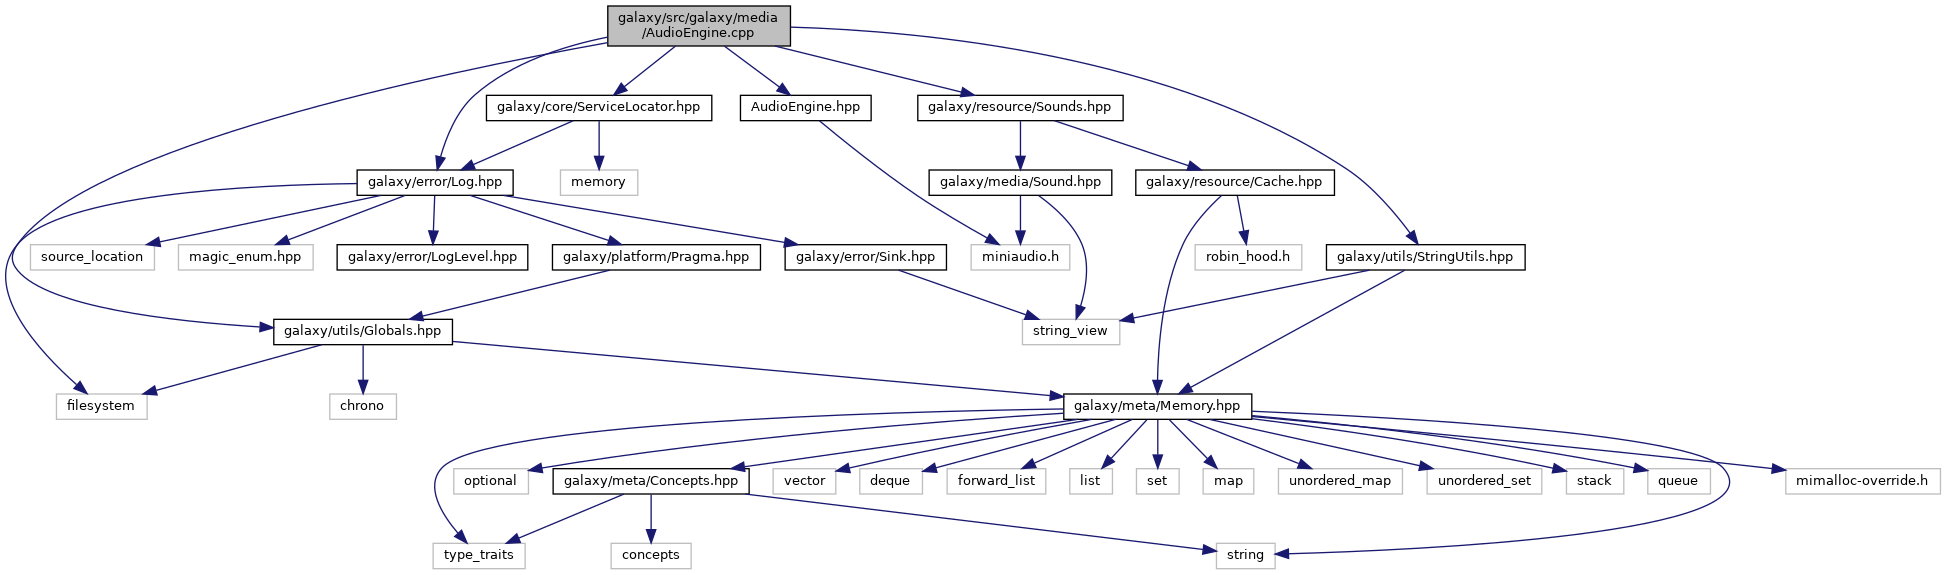 galaxy/src/galaxy/media
/AudioEngine.cpp
galaxy/core/ServiceLocator.hpp
AudioEngine.hpp
galaxy/resource/Sounds.hpp
galaxy/error/Log.hpp
memory
galaxy/media/Sound.hpp
galaxy/resource/Cache.hpp
source_location
magic_enum.hpp
galaxy/error/LogLevel.hpp
galaxy/platform/Pragma.hpp
galaxy/error/Sink.hpp
miniaudio.h
robin_hood.h
galaxy/utils/StringUtils.hpp
galaxy/utils/Globals.hpp
string_view
filesystem
chrono
galaxy/meta/Memory.hpp
optional
galaxy/meta/Concepts.hpp
vector
deque
forward_list
list
set
map
unordered_map
unordered_set
stack
queue
mimalloc-override.h
type_traits
concepts
string